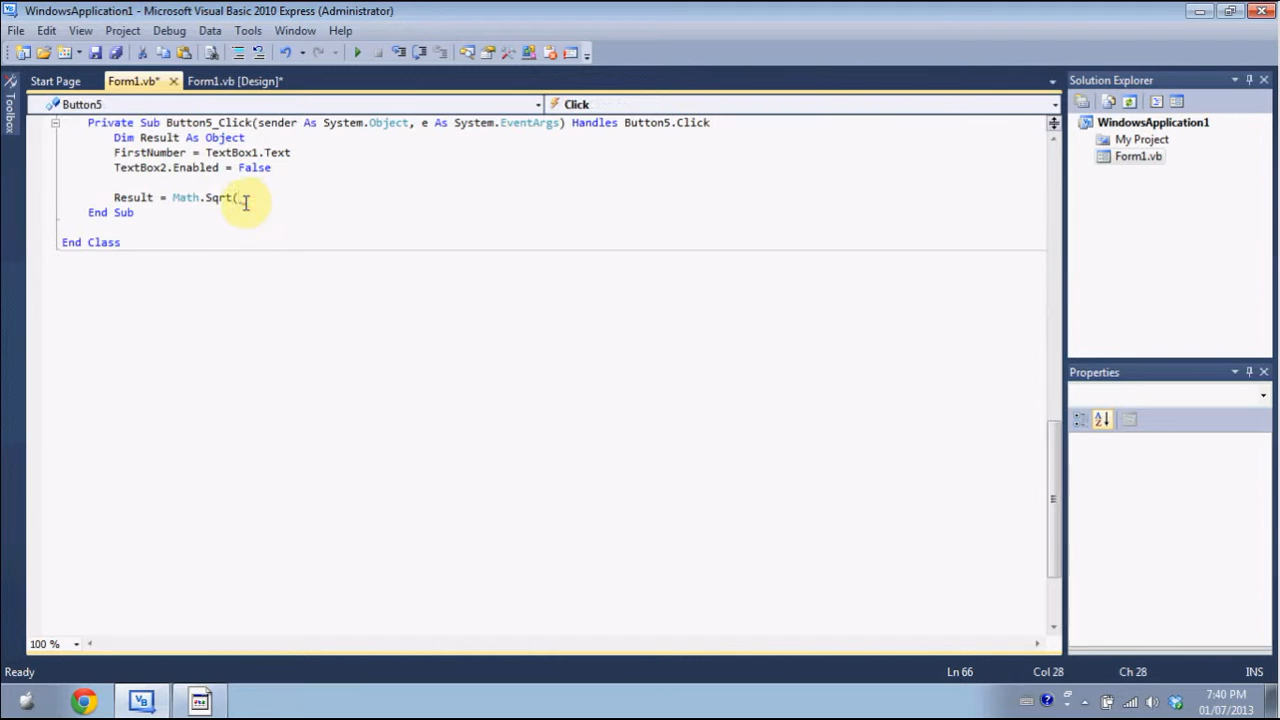 WindowsApplication1 - Microsoft Visual Basic 2010 Express (Administrator)
File Edit View Project Debug Data Tools Window Help
Start Page Form1.vb* Form1.vb [Design]*
Button5 Click
Toolbox
Private Sub Button5_Click(sender As System.Object, e As System.EventArgs) Handles Button5.Click
Dim Result As Object
FirstNumber = TextBox1.Text
TextBox2.Enabled = False
Result = Math.Sqrt(
End Sub
End Class
100 %
Solution Explorer
WindowsApplication1
My Project
Form1.vb
Properties
Ready Ln 66 Col 28 Ch 28 INS
VB
7:40 PM
01/07/2013